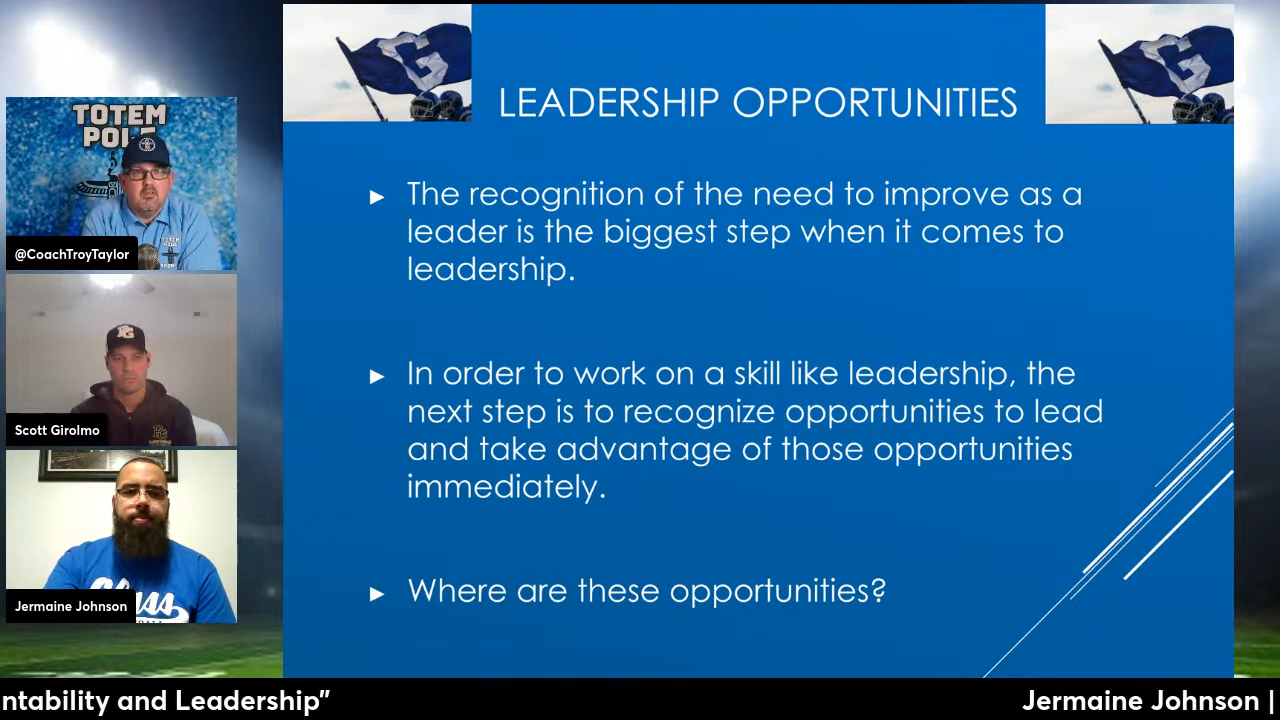 TOTEM
POLE
@CoachTroyTaylor
Scott Girolmo
Jermaine Johnson
G
G
LEADERSHIP OPPORTUNITIES
► The recognition of the need to improve as a
leader is the biggest step when it comes to
leadership.
► In order to work on a skill like leadership, the
next step is to recognize opportunities to lead
and take advantage of those opportunities
immediately.
► Where are these opportunities?
ntability and Leadership”
Jermaine Johnson |